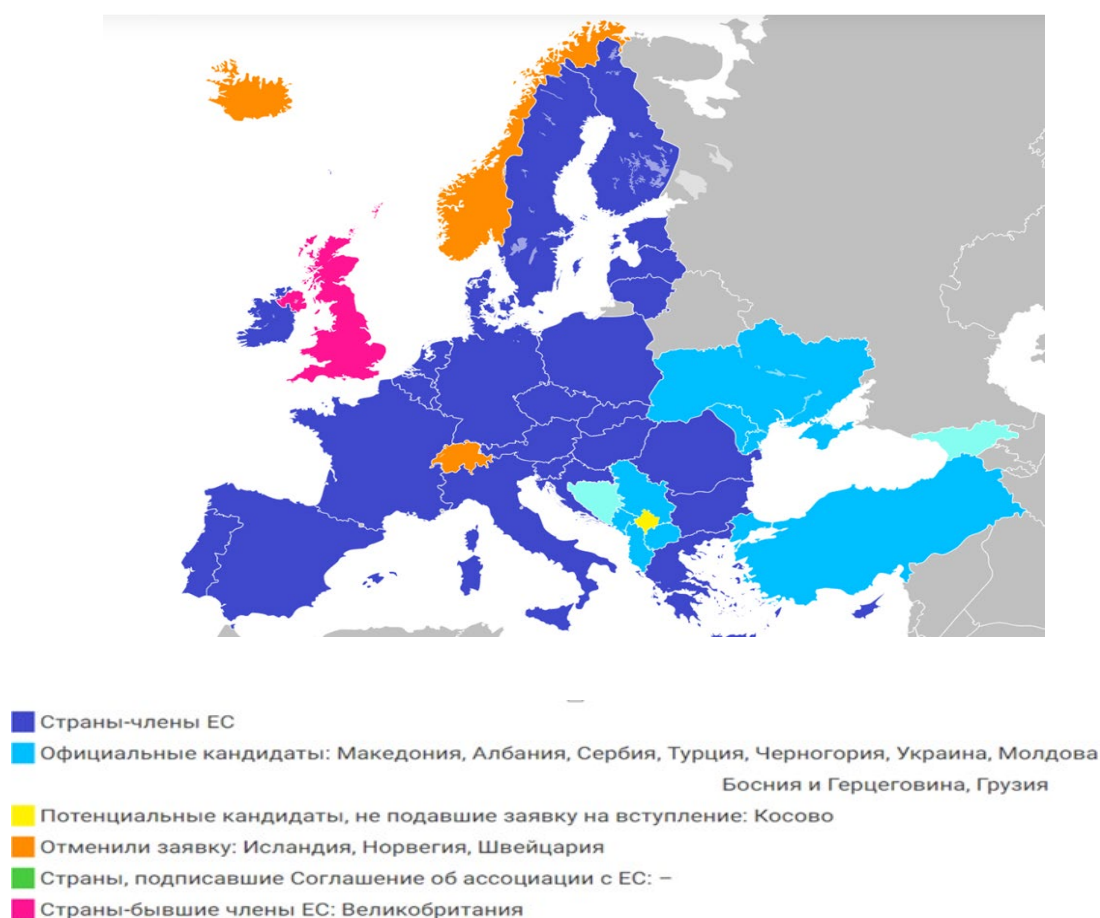 Страны-члены ЕС
Официальные кандидаты: Македония, Албания, Сербия, Турция, Черногория, Украина, Молдова
Босния и Герцеговина, Грузия
Потенциальные кандидаты, не подавшие заявку на вступление: Косово
Отменили заявку: Исландия, Норвегия, Швейцария
Страны, подписавшие Соглашение об ассоциации с ЕС: –
Страны-бывшие члены ЕС: Великобритания